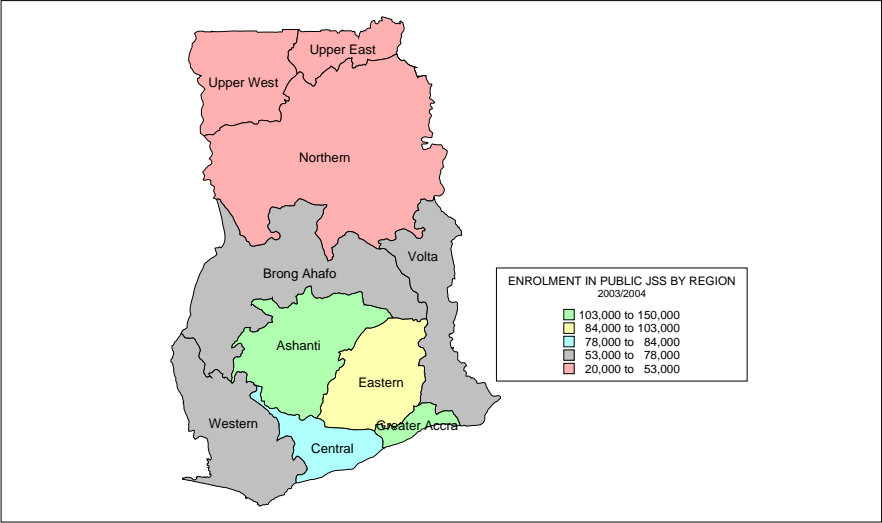 Upper East
Upper West
Northern
Volta
Brong Ahafo
ENROLMENT IN PUBLIC JSS BY REGION
2003/2004
103,000 to 150,000
84,000 to 103,000
78,000 to 84,000
53,000 to 78,000
20,000 to 53,000
Ashanti
Eastern
Western
Greater Accra
Central